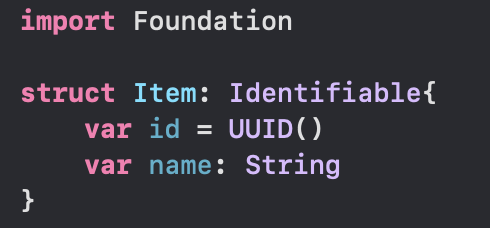 import Foundation
struct Item: Identifiable{
var id = UUID()
var name: String
}